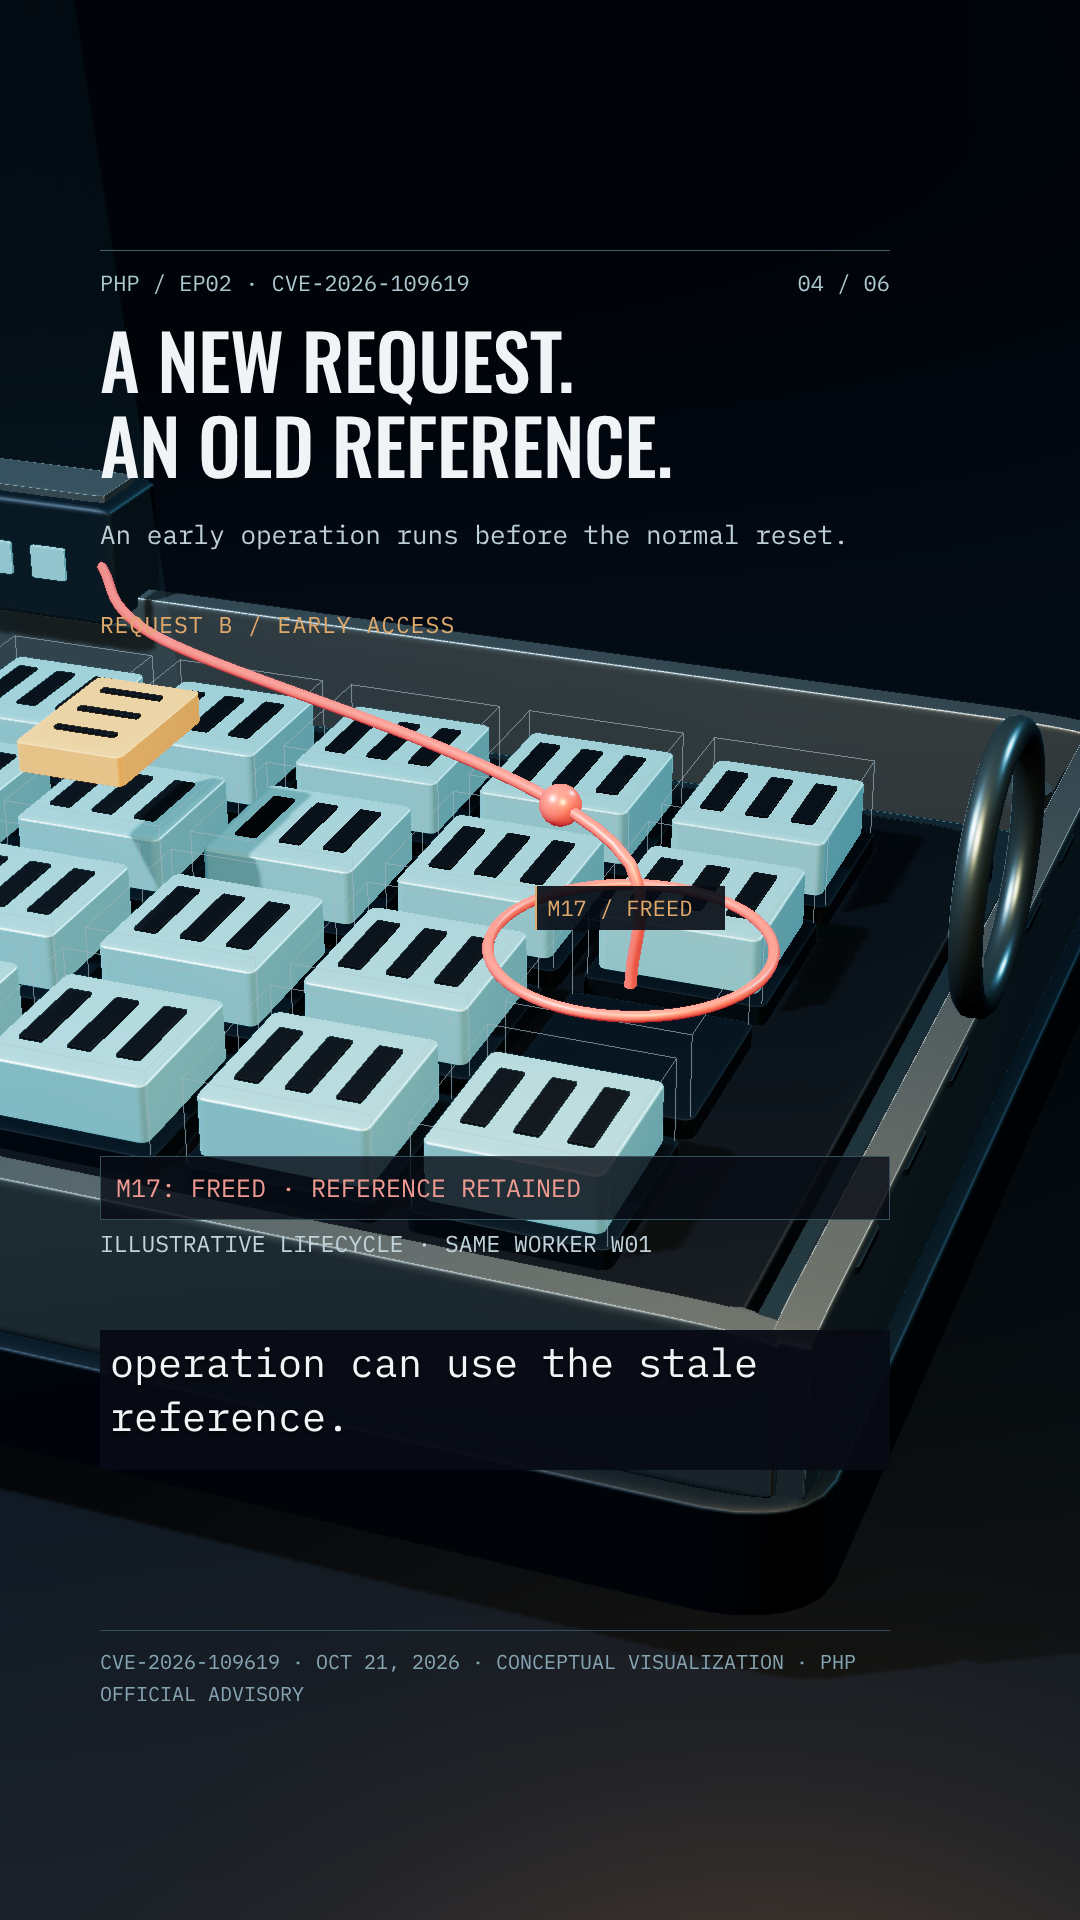 PHP / EP02 · CVE-2026-109619
04 / 06
A NEW REQUEST.
AN OLD REFERENCE.
An early operation runs before the normal reset.
REQUEST B / EARLY ACCESS
M17 / FREED
M17: FREED · REFERENCE RETAINED
ILLUSTRATIVE LIFECYCLE · SAME WORKER W01
operation can use the stale
reference.
CVE-2026-109619 · OCT 21, 2026 · CONCEPTUAL VISUALIZATION · PHP
OFFICIAL ADVISORY